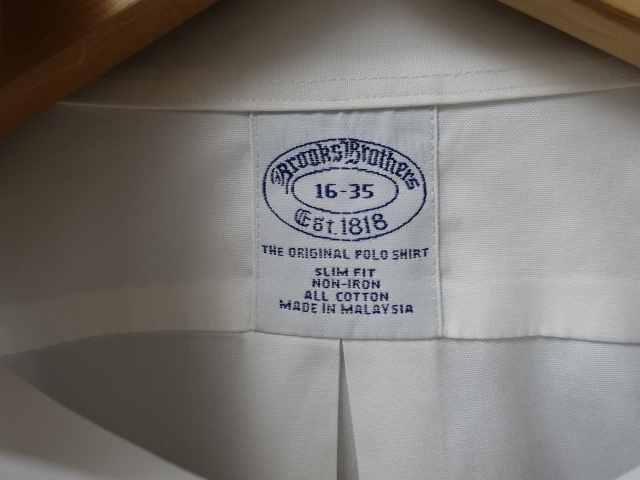 Brooks Brothers
16-35
Est. 1818
THE ORIGINAL POLO SHIRT
SLIM FIT
NON-IRON
ALL COTTON
MADE IN MALAYSIA